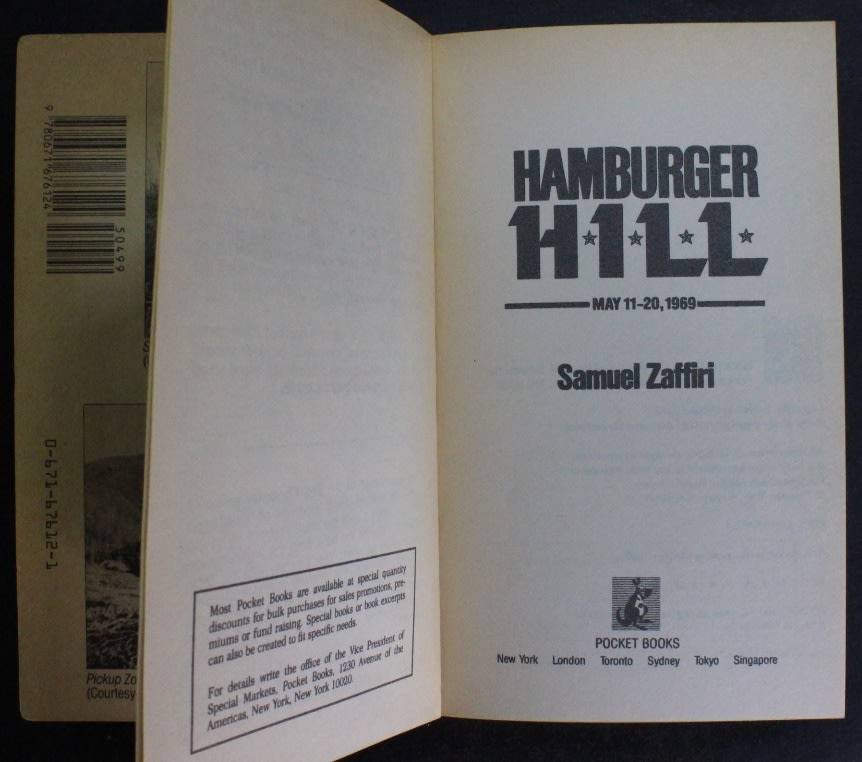 9 780671 676124
50499
0-671-67612-1
Pickup Zo
(Courtesy
Most Pocket Books are available at special quantity
discounts for bulk purchases for sales promotions, pre-
miums or fund raising. Special books or book excerpts
can also be created to fit specific needs.
For details write the office of the Vice President of
Special Markets, Pocket Books, 1230 Avenue of the
Americas, New York, New York 10020.
HAMBURGER
H·I·L·L·
MAY 11–20, 1969
Samuel Zaffiri
POCKET BOOKS
New York London Toronto Sydney Tokyo Singapore